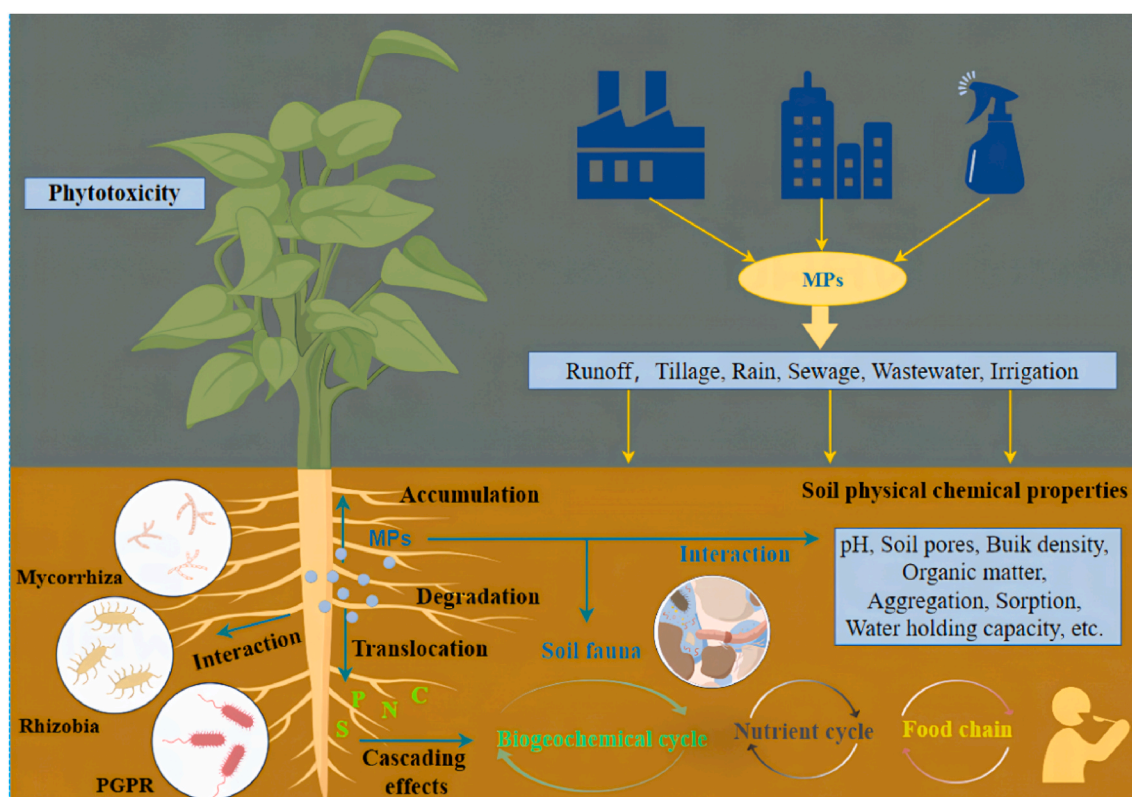 Phytotoxicity
MPs
Runoff, Tillage, Rain, Sewage, Wastewater, Irrigation
Accumulation
Soil physical chemical properties
MPs
Interaction
pH, Soil pores, Buik density,
Organic matter,
Aggregation, Sorption,
Water holding capacity, etc.
Mycorrhiza
Degradation
Interaction
Translocation
Soil fauna
Rhizobia
S P N C
Biogeochemical cycle
Nutrient cycle
Food chain
Cascading
effects
PGPR